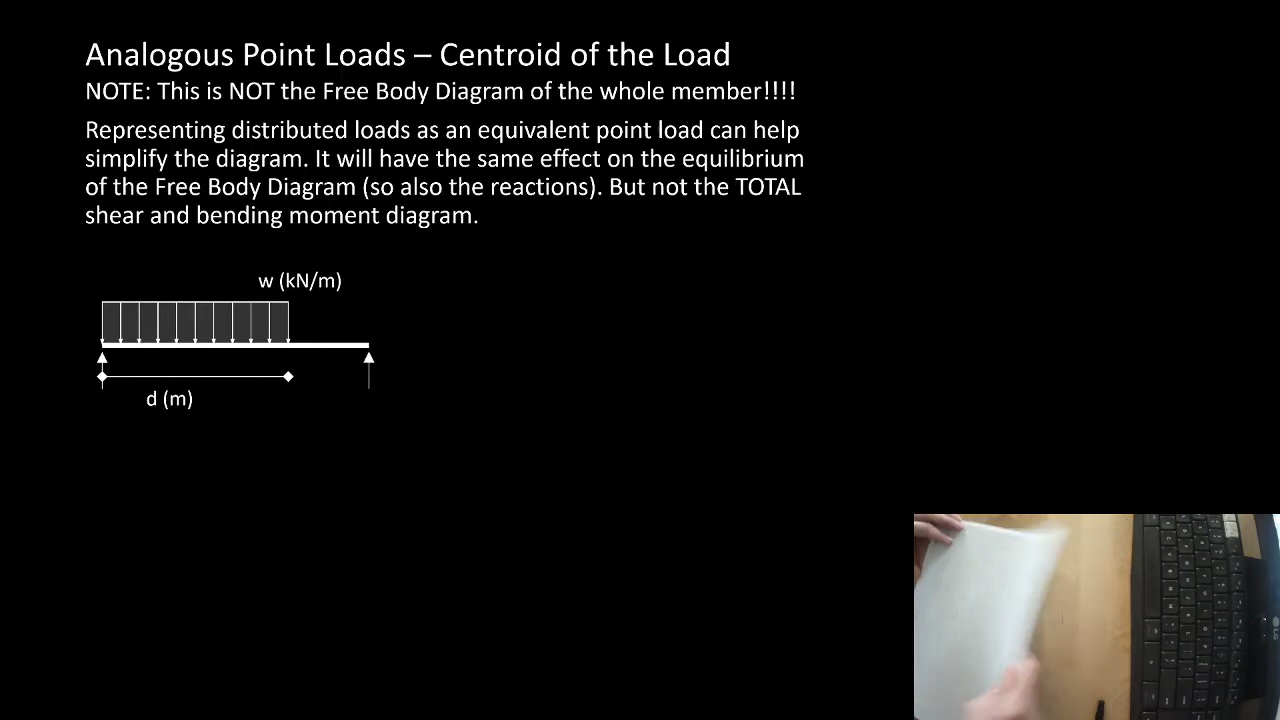 Analogous Point Loads – Centroid of the Load
NOTE: This is NOT the Free Body Diagram of the whole member!!!!
Representing distributed loads as an equivalent point load can help
simplify the diagram. It will have the same effect on the equilibrium
of the Free Body Diagram (so also the reactions). But not the TOTAL
shear and bending moment diagram.
w (kN/m)
d (m)
LG